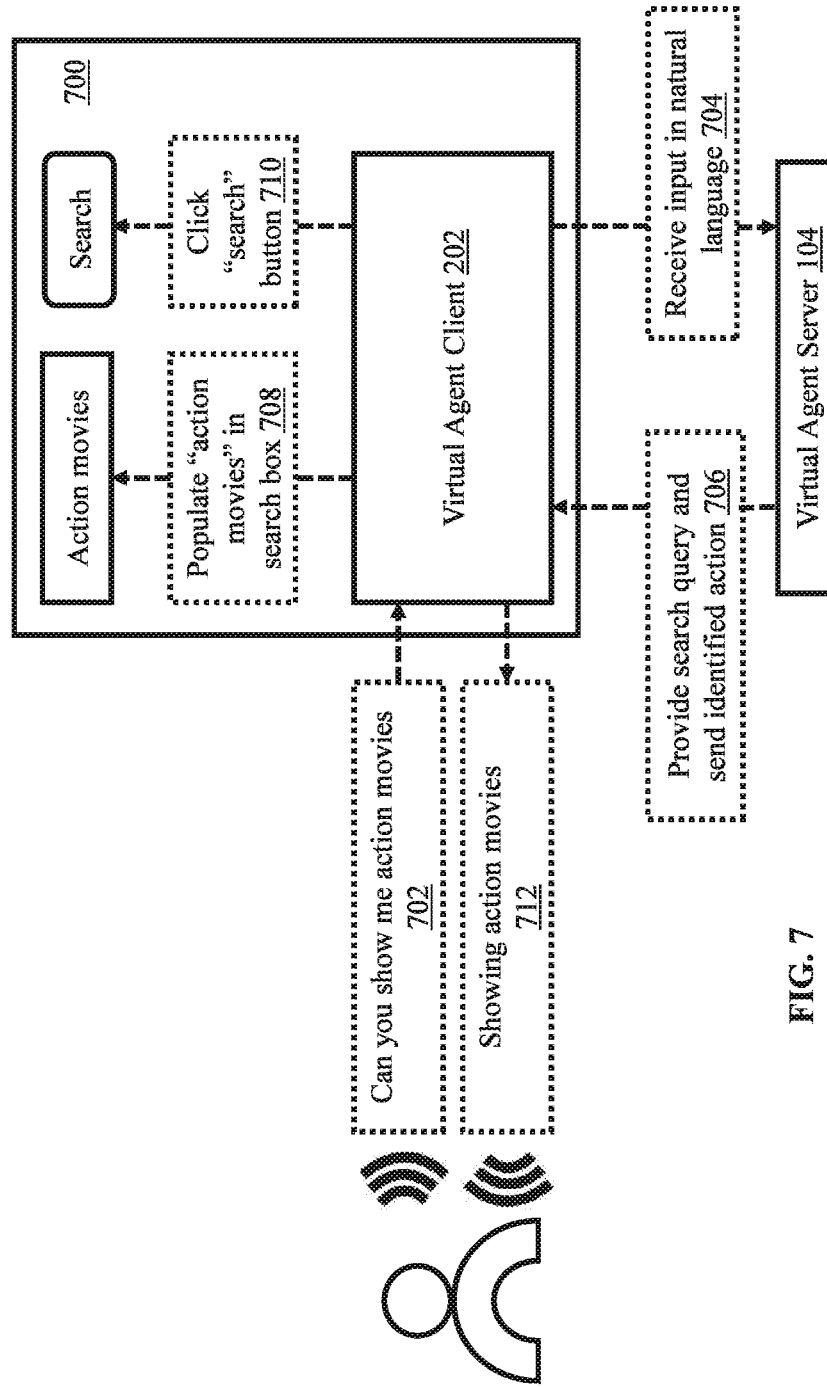 700
Action movies
Search
Populate “action
movies” in
search box 708
Click
“search”
button 710
Can you show me action movies
702
Showing action movies
712
Virtual Agent Client 202
Provide search query and
send identified action 706
Receive input in natural
language 704
Virtual Agent Server 104
FIG. 7